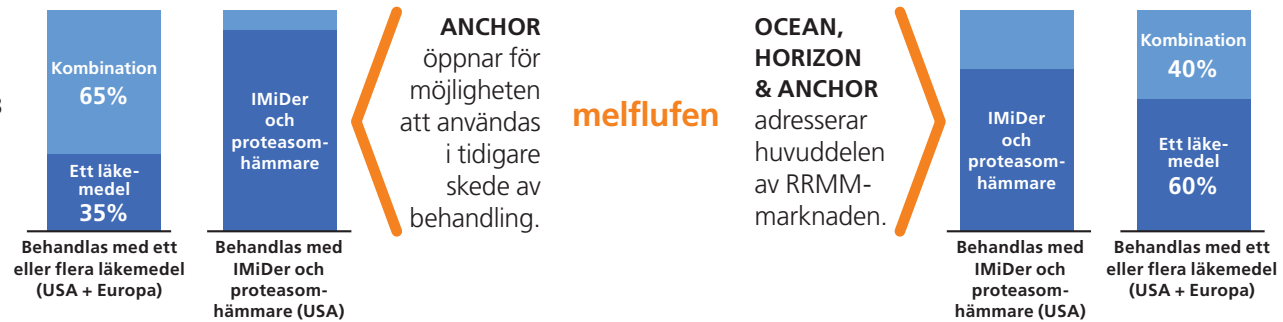 Kombination
65%
Ett läke-
medel
35%
Behandlas med ett
eller flera läkemedel
(USA + Europa)
IMiDer
och
proteasom-
hämmare
Behandlas med
IMiDer och
proteasom-
hämmare (USA)
ANCHOR
öppnar för
möjligheten
att användas
i tidigare
skede av
behandling.
melflufen
OCEAN,
HORIZON
& ANCHOR
adresserar
huvuddelen
av RRMM-
marknaden.
IMiDer
och
proteasom-
hämmare
Behandlas med
IMiDer och
proteasom-
hämmare (USA)
Kombination
40%
Ett läke-
medel
60%
Behandlas med ett
eller flera läkemedel
(USA + Europa)